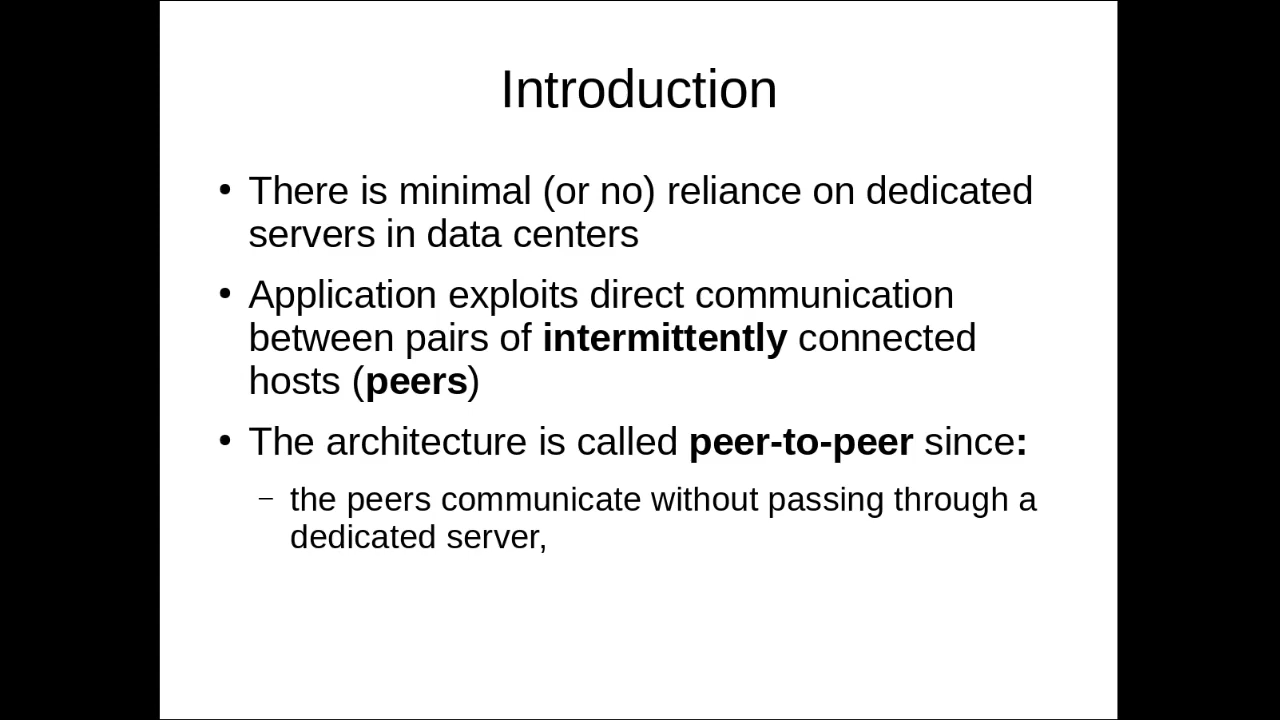 Introduction
• There is minimal (or no) reliance on dedicated
servers in data centers
• Application exploits direct communication
between pairs of intermittently connected
hosts (peers)
• The architecture is called peer-to-peer since:
– the peers communicate without passing through a
dedicated server,